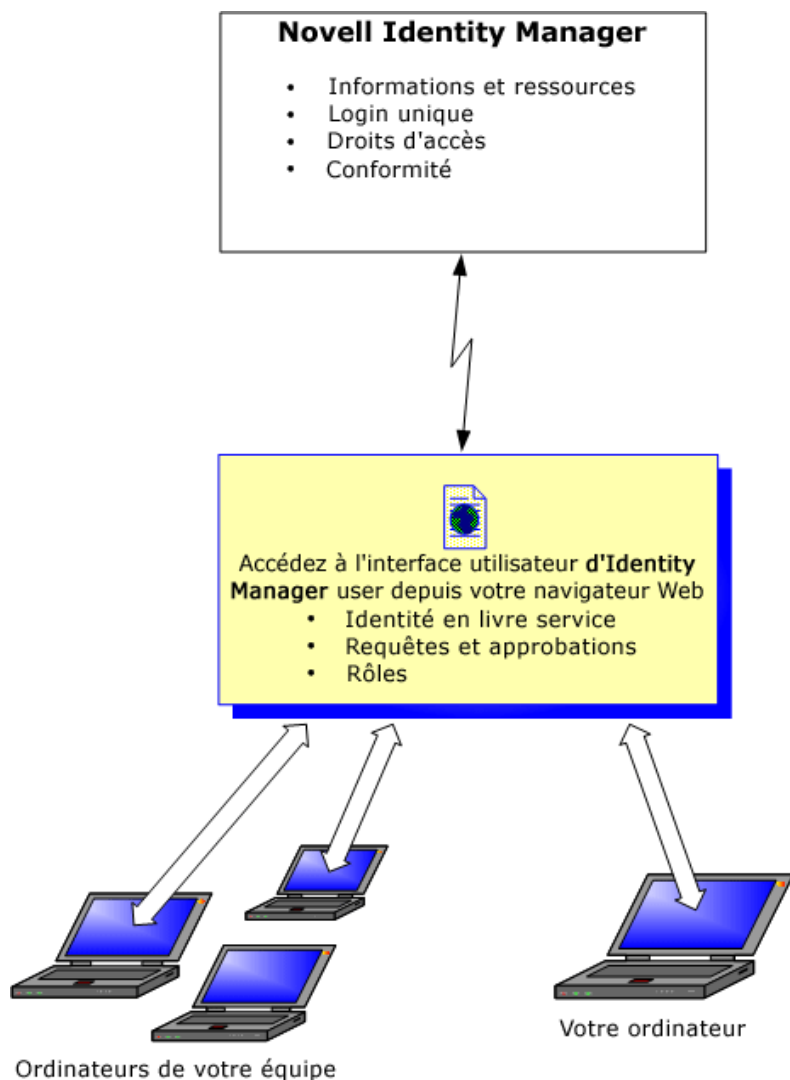 Novell Identity Manager
• Informations et ressources
• Login unique
• Droits d'accès
• Conformité
Accédez à l'interface utilisateur d'Identity
Manager user depuis votre navigateur Web
• Identité en livre service
• Requêtes et approbations
• Rôles
Votre ordinateur
Ordinateurs de votre équipe